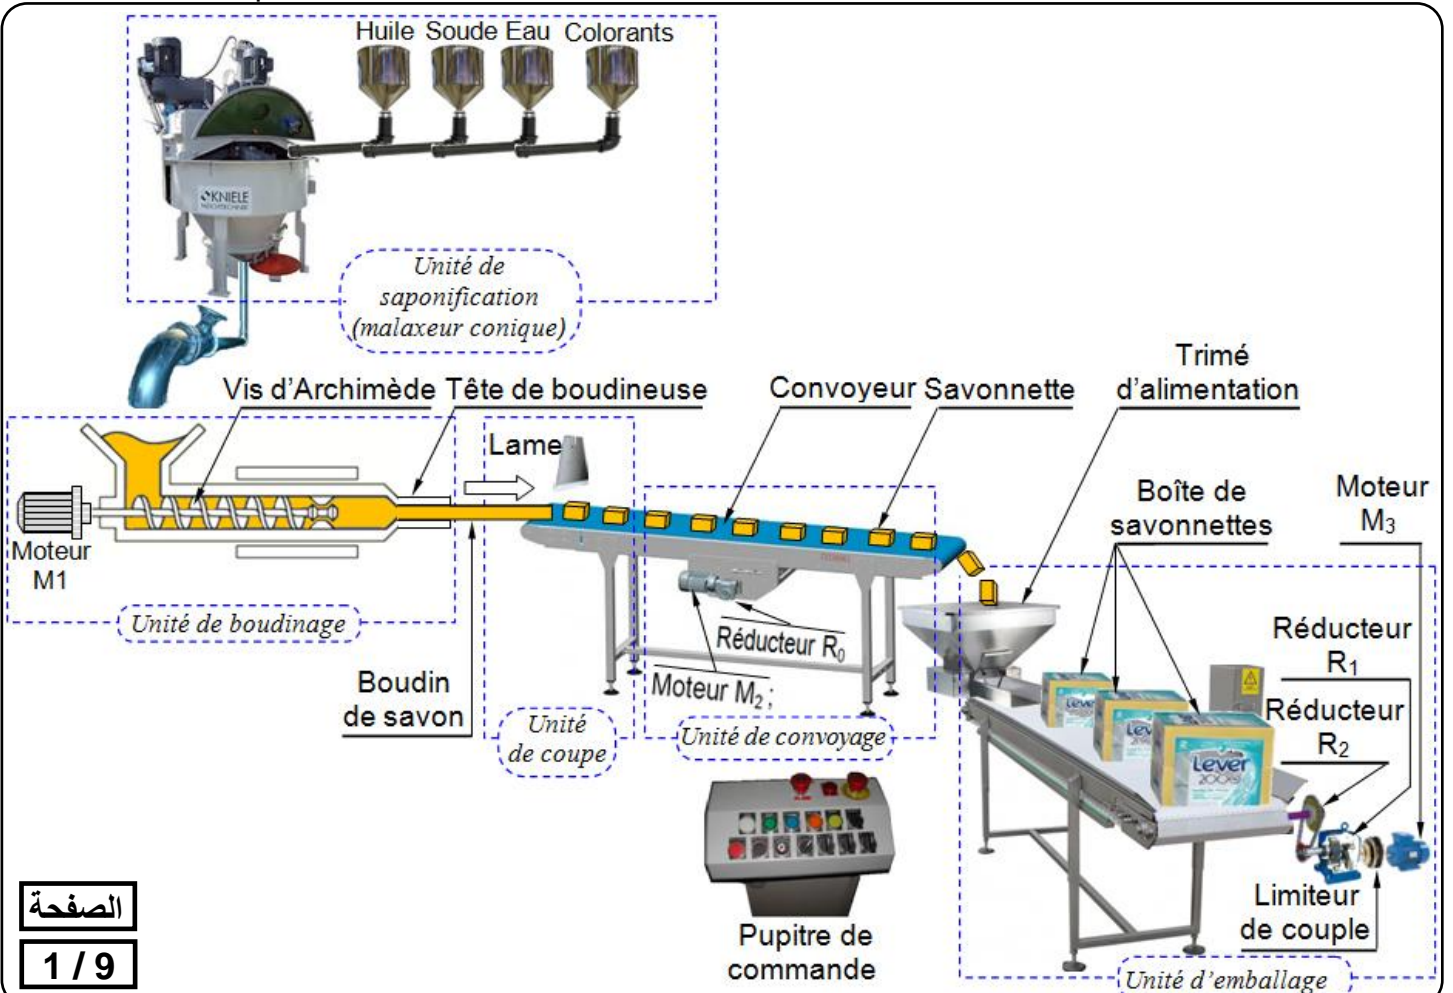 Huile Soude Eau Colorants
KNIELE
Unité de
saponification
(malaxeur conique)
Vis d'Archimède
Tête de boudineuse
Convoyeur
Savonnette
Trimé
d'alimentation
Lame
Moteur
M1
Unité de boudinage
Boudin
de savon
Unité
de coupe
Réducteur R0
Moteur M2 ;
Unité de convoyage
Boîte de
savonnettes
Moteur
M3
Réducteur
R1
Réducteur
R2
Lever
Lever
Lever
2000
Limiteur
de couple
Unité d'emballage
Pupitre de
commande
الصفحة
1 / 9